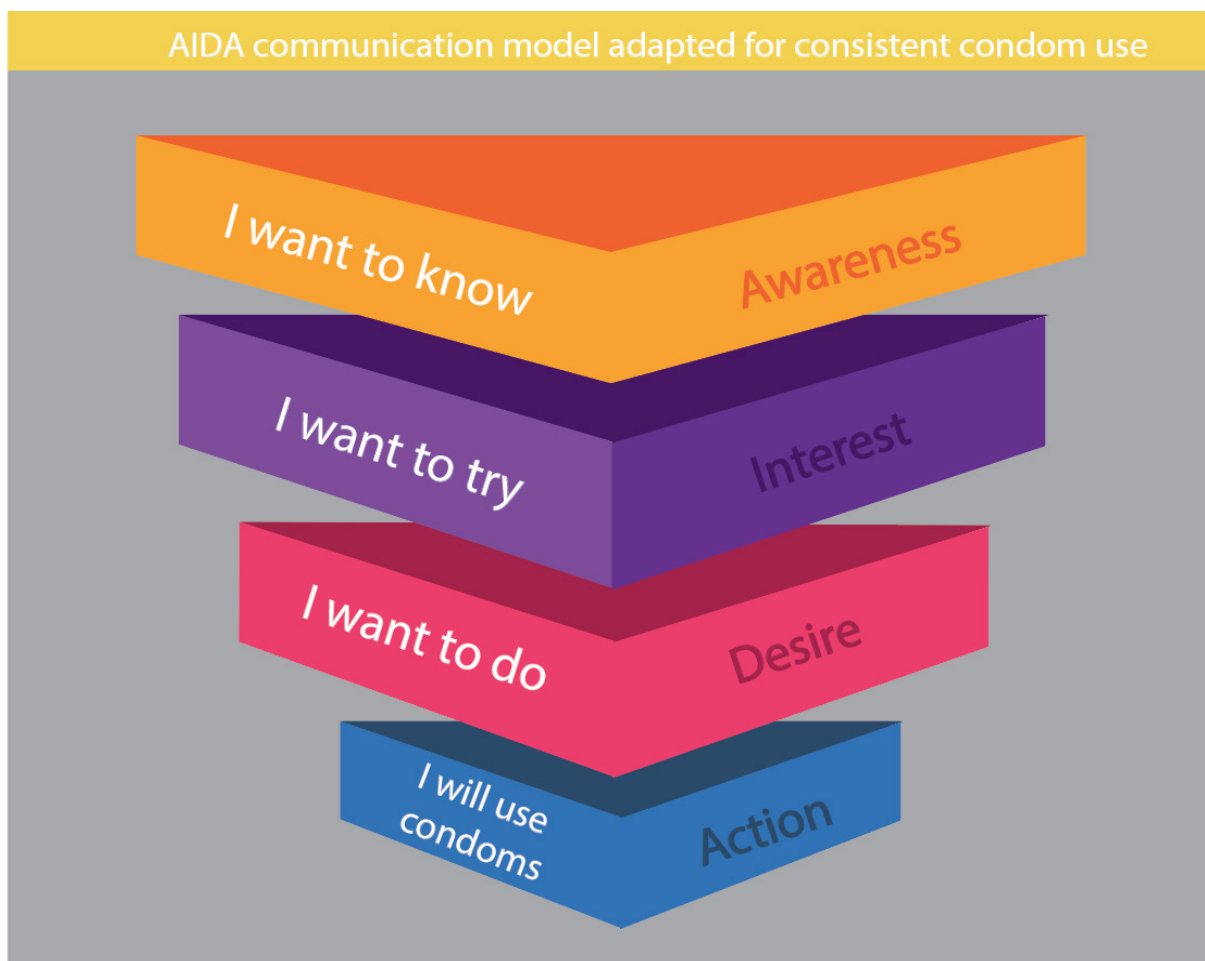 AIDA communication model adapted for consistent condom use
I want to know
Awareness
I want to try
Interest
I want to do
Desire
I will use
condoms
Action